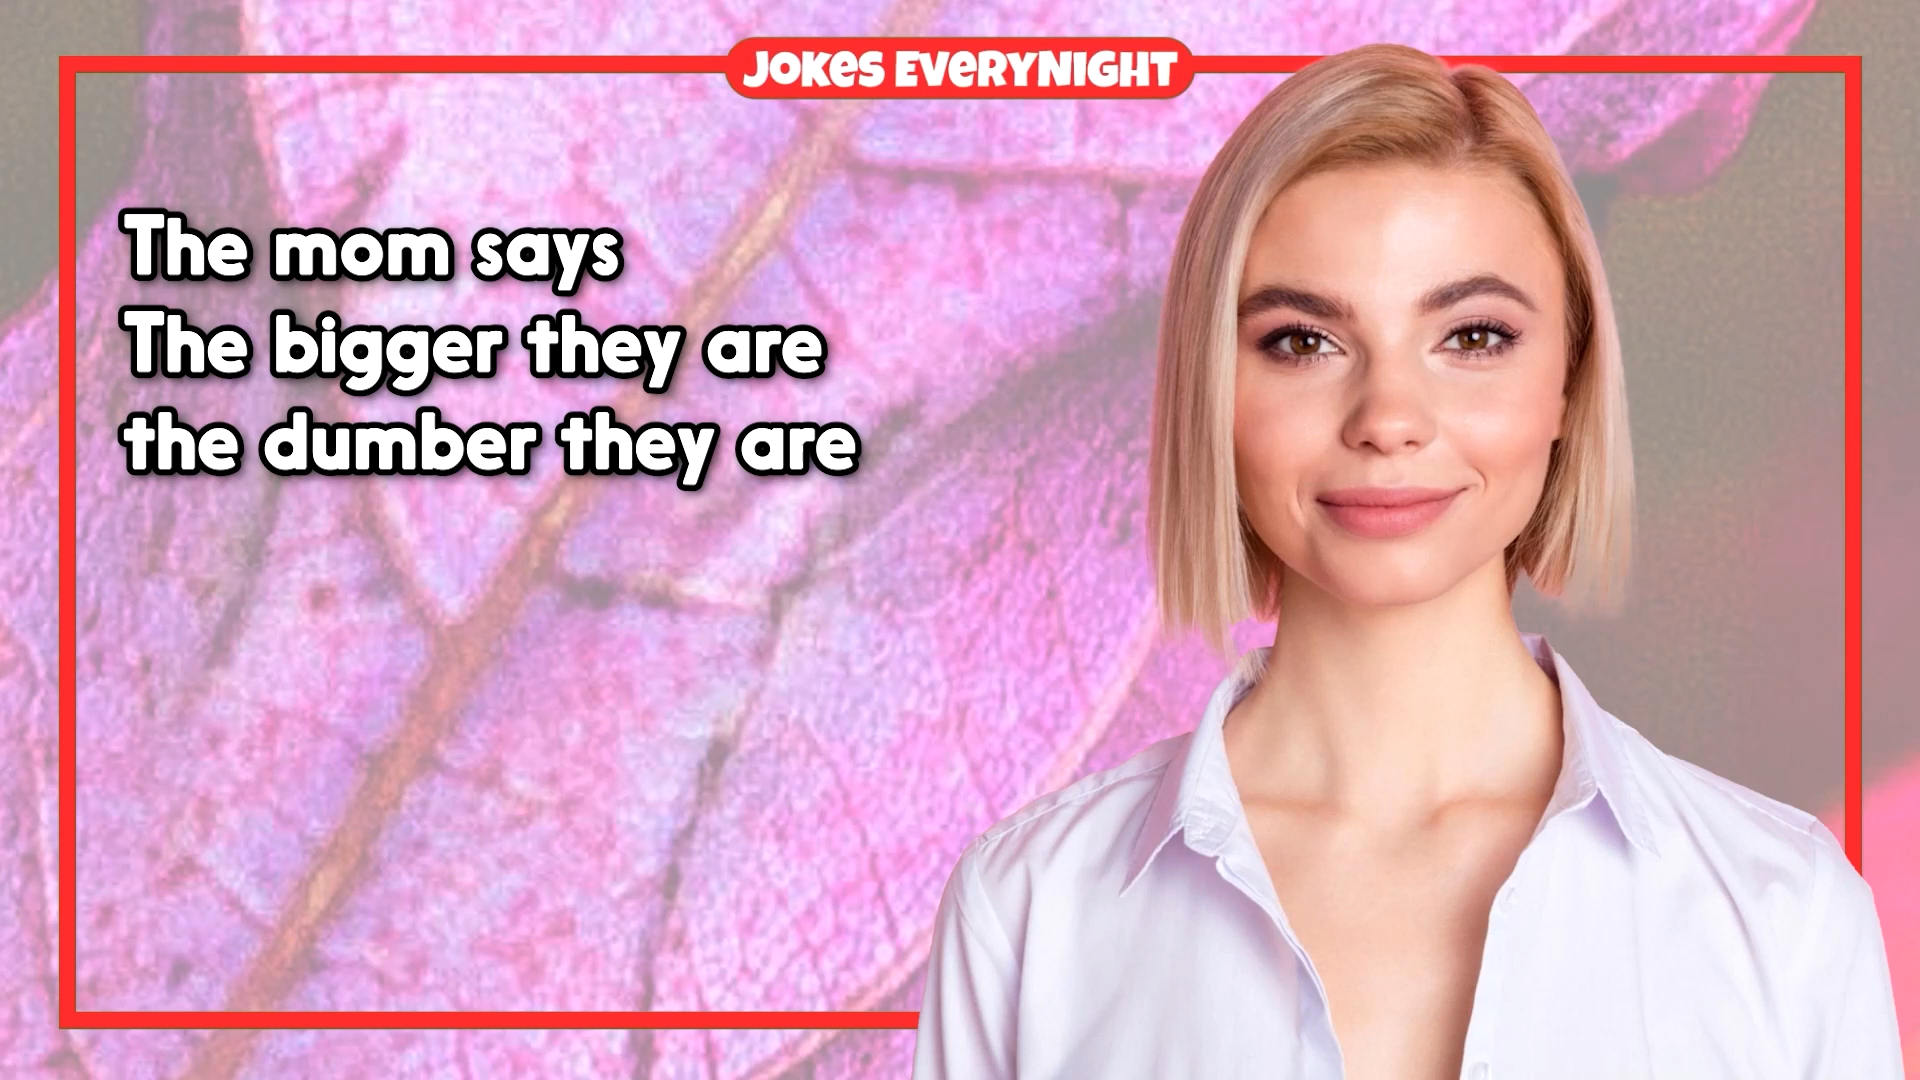 JOKES EVERYNIGHT
The mom says
The bigger they are
the dumber they are